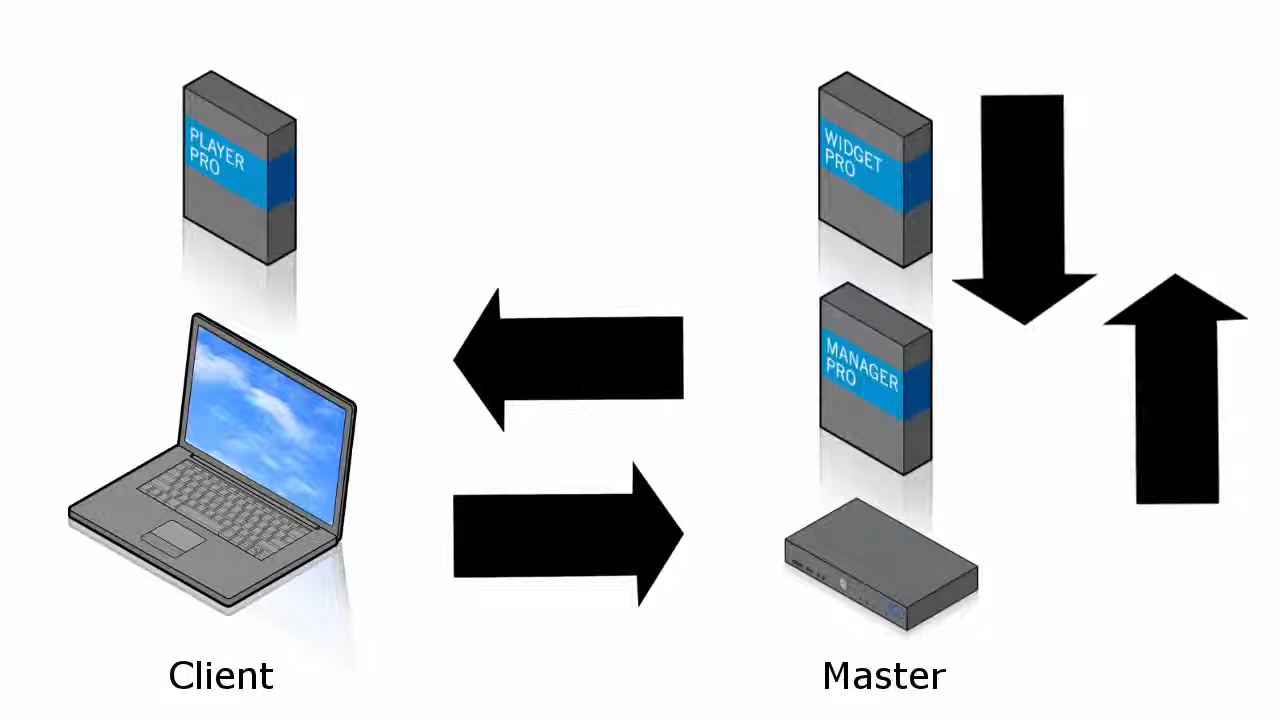 PLAYER
PRO
WIDGET
PRO
MANAGER
PRO
Client
Master